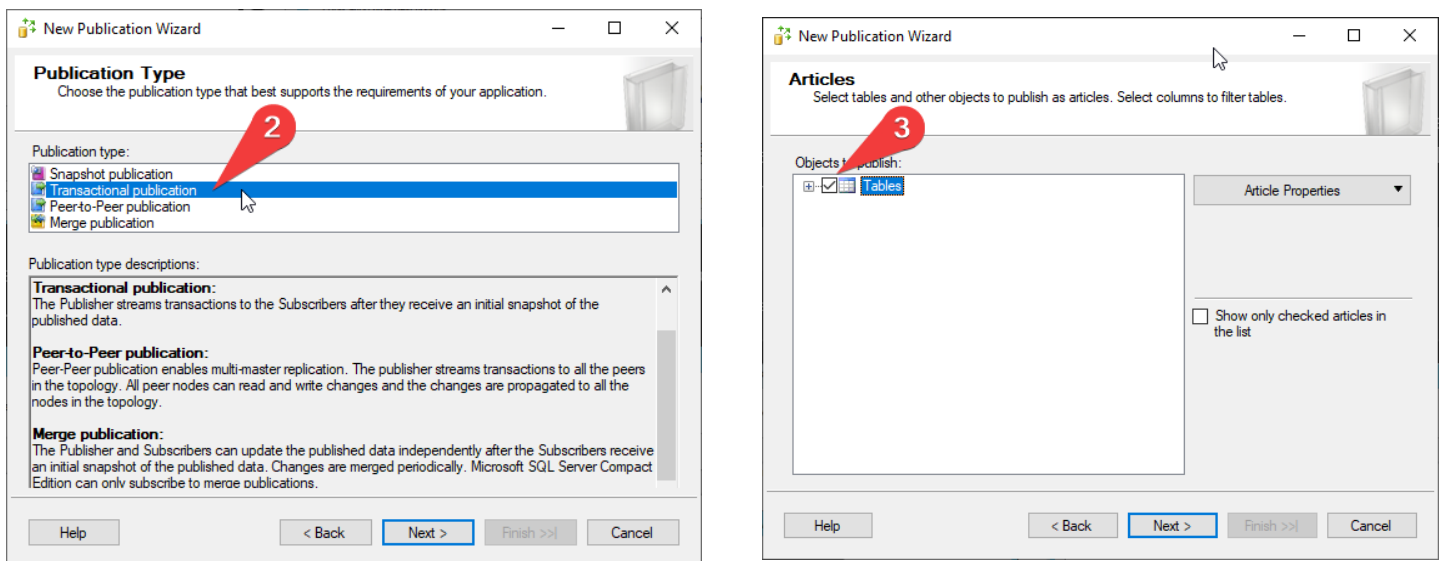 New Publication Wizard
Publication Type
Choose the publication type that best supports the requirements of your application.
2
Publication type:
Snapshot publication
Transactional publication
Peer-to-Peer publication
Merge publication
Publication type descriptions:
Transactional publication:
The Publisher streams transactions to the Subscribers after they receive an initial snapshot of the
published data.
Peer-to-Peer publication:
Peer-Peer publication enables multi-master replication. The publisher streams transactions to all the peers
in the topology. All peer nodes can read and write changes and the changes are propagated to all the
nodes in the topology.
Merge publication:
The Publisher and Subscribers can update the published data independently after the Subscribers receive
an initial snapshot of the published data. Changes are merged periodically. Microsoft SQL Server Compact
Edition can only subscribe to merge publications.
Help
< Back
Next >
Finish >>|
Cancel
New Publication Wizard
Articles
Select tables and other objects to publish as articles. Select columns to filter tables.
3
Objects to publish:
Tables
Article Properties
Show only checked articles in
the list
Help
< Back
Next >
Finish >>|
Cancel